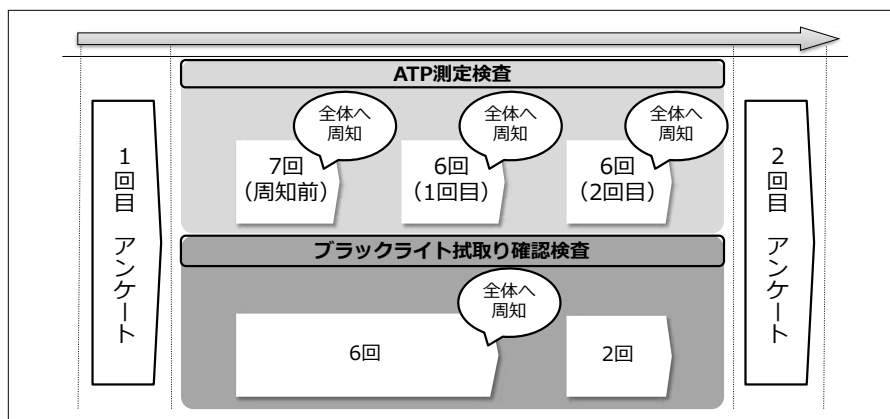 1回目 アンケート
ATP測定検査
全体へ
周知
7回
(周知前)
全体へ
周知
6回
(1回目)
全体へ
周知
6回
(2回目)
ブラックライト拭取り確認検査
6回
全体へ
周知
2回
2回目 アンケート